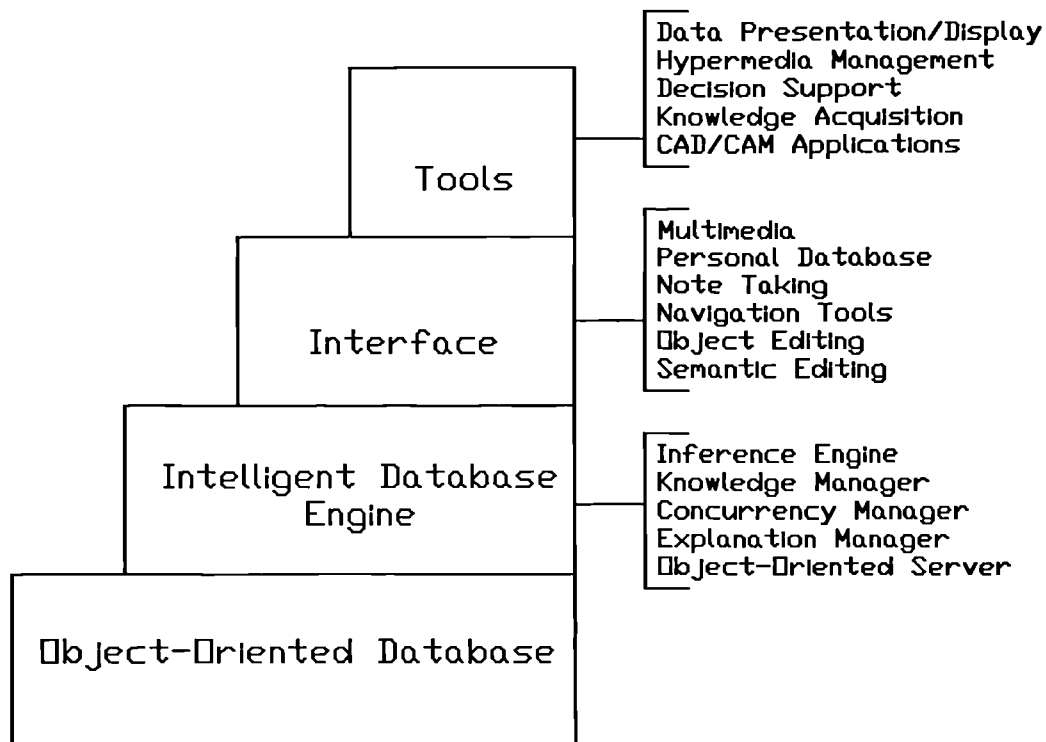 Data Presentation/Display
Hypermedia Management
Decision Support
Knowledge Acquisition
CAD/CAM Applications
Tools
Multimedia
Personal Database
Note Taking
Navigation Tools
Object Editing
Semantic Editing
Interface
Inference Engine
Knowledge Manager
Concurrency Manager
Explanation Manager
Object-Oriented Server
Intelligent Database
Engine
Object-Oriented Database